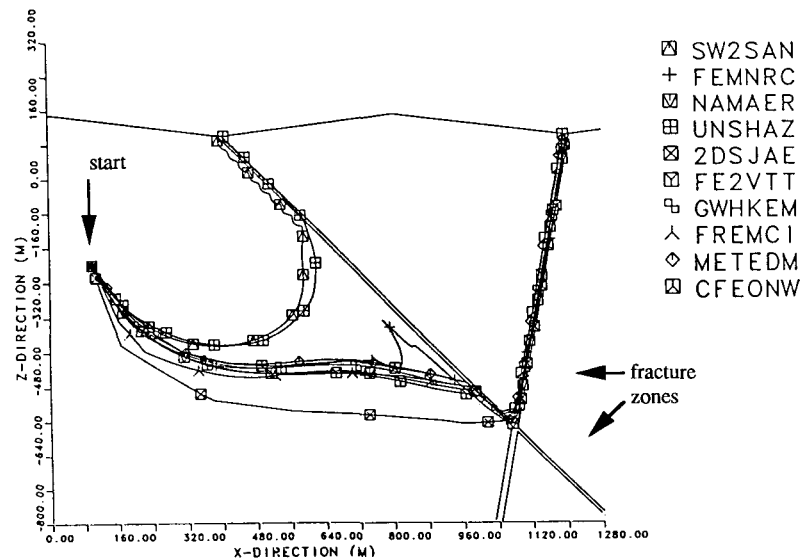 320.00
160.00
0.00
-160.00
-320.00
-480.00
-640.00
-800.00
Z-DIRECTION (M)
start
SW2SAN
FEMNRC
NAMAER
UNSHAZ
2DSJAE
FE2VTT
GWHKEM
FREMCI
METEDM
CFEONW
fracture
zones
0.00 160.00 320.00 480.00 640.00 800.00 960.00 1120.00 1280.00
X-DIRECTION (M)